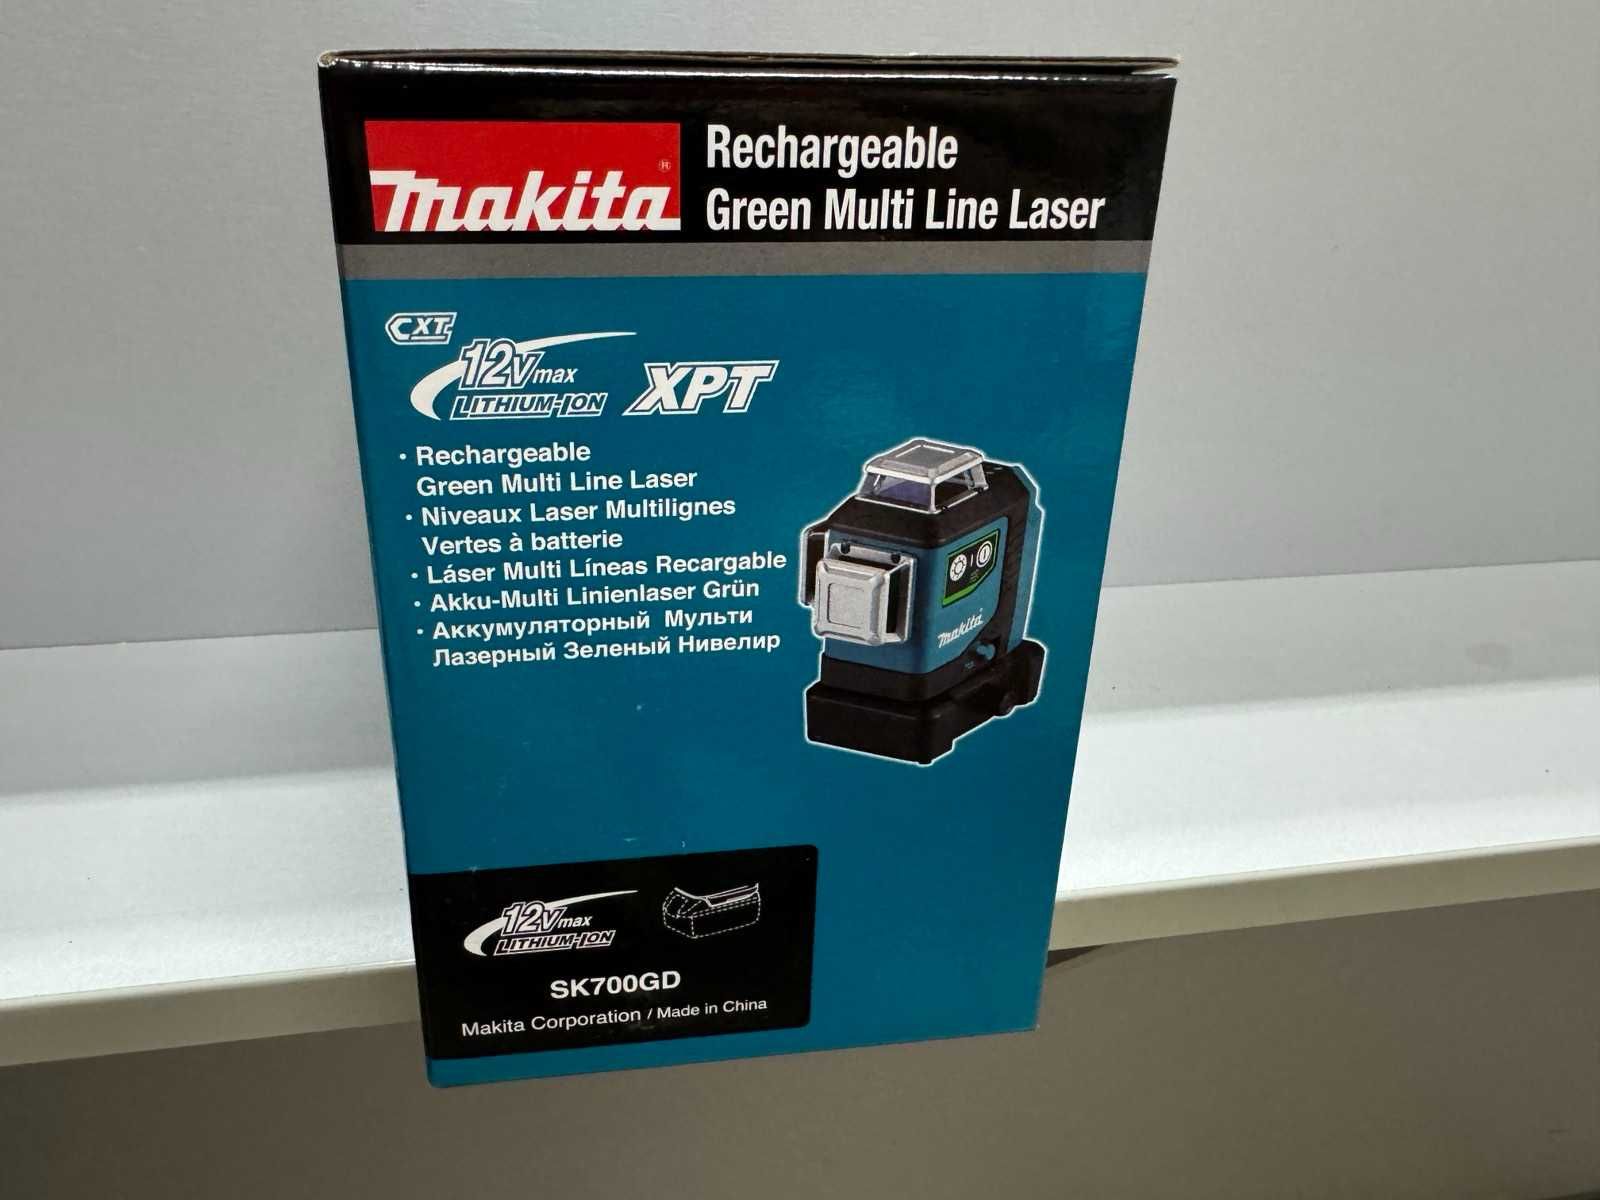 makita®
Rechargeable
Green Multi Line Laser
CXT
12Vmax
LITHIUM-ION
XPT
· Rechargeable
Green Multi Line Laser
· Niveaux Laser Multilignes
Vertes à batterie
· Láser Multi Líneas Recargable
· Akku-Multi Linienlaser Grün
· Аккумуляторный Мульти
Лазерный Зеленый Нивелир
makita
12Vmax
LITHIUM-ION
SK700GD
Makita Corporation / Made in China